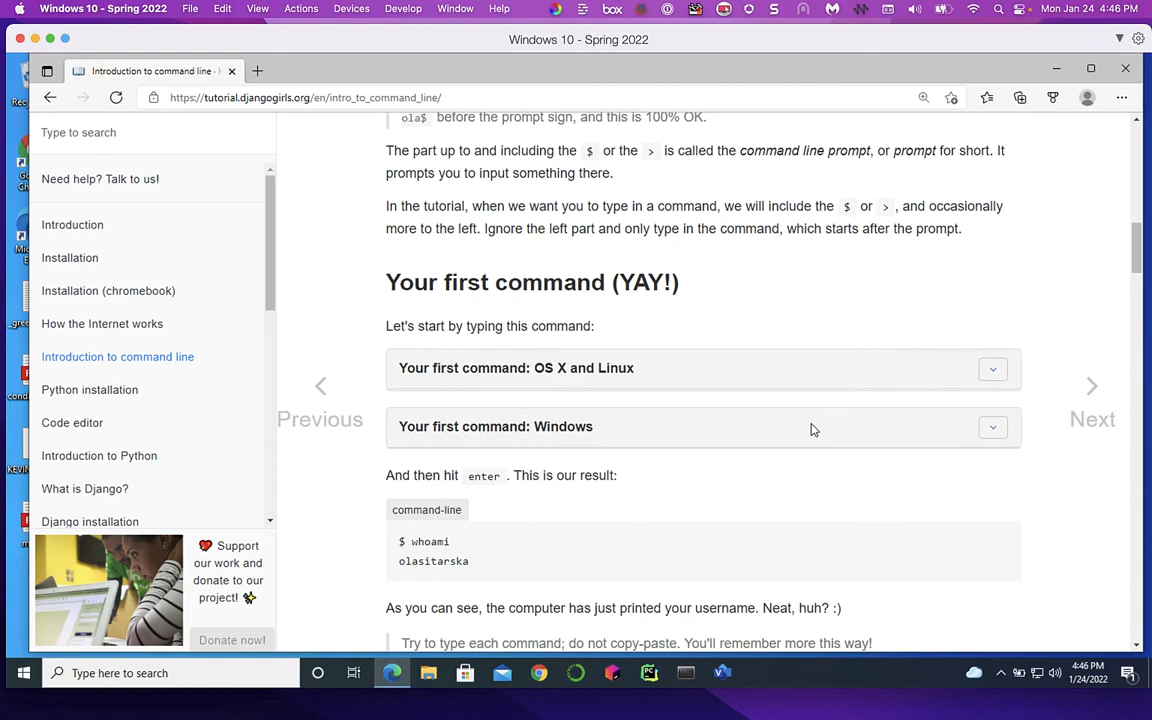 Windows 10 - Spring 2022 File Edit View Actions Devices Develop Window Help box Mon Jan 24 4:46 PM
Windows 10 - Spring 2022
Introduction to command line -
https://tutorial.djangogirls.org/en/intro_to_command_line/
Type to search
Need help? Talk to us!
Introduction
Installation
Installation (chromebook)
How the Internet works
Introduction to command line
Python installation
Code editor
Introduction to Python
What is Django?
Django installation
Support
our work and
donate to our
project!
Donate now!
Previous
ola$ before the prompt sign, and this is 100% OK.
The part up to and including the $ or the > is called the command line prompt, or prompt for short. It
prompts you to input something there.
In the tutorial, when we want you to type in a command, we will include the $ or >, and occasionally
more to the left. Ignore the left part and only type in the command, which starts after the prompt.
Your first command (YAY!)
Let's start by typing this command:
Your first command: OS X and Linux
Your first command: Windows
And then hit enter . This is our result:
command-line
$ whoami
olasitarska
As you can see, the computer has just printed your username. Neat, huh? :)
Try to type each command; do not copy-paste. You'll remember more this way!
Next
Type here to search
4:46 PM
1/24/2022